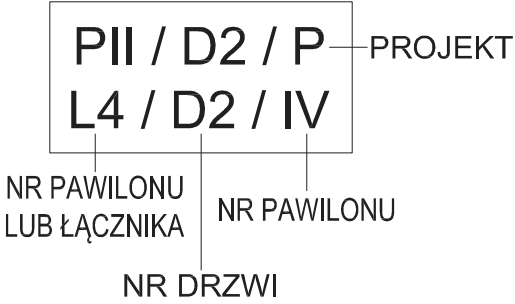 PII / D2 / P
PROJEKT
L4 / D2 / IV
NR PAWILONU
LUB ŁĄCZNIKA
NR PAWILONU
NR DRZWI